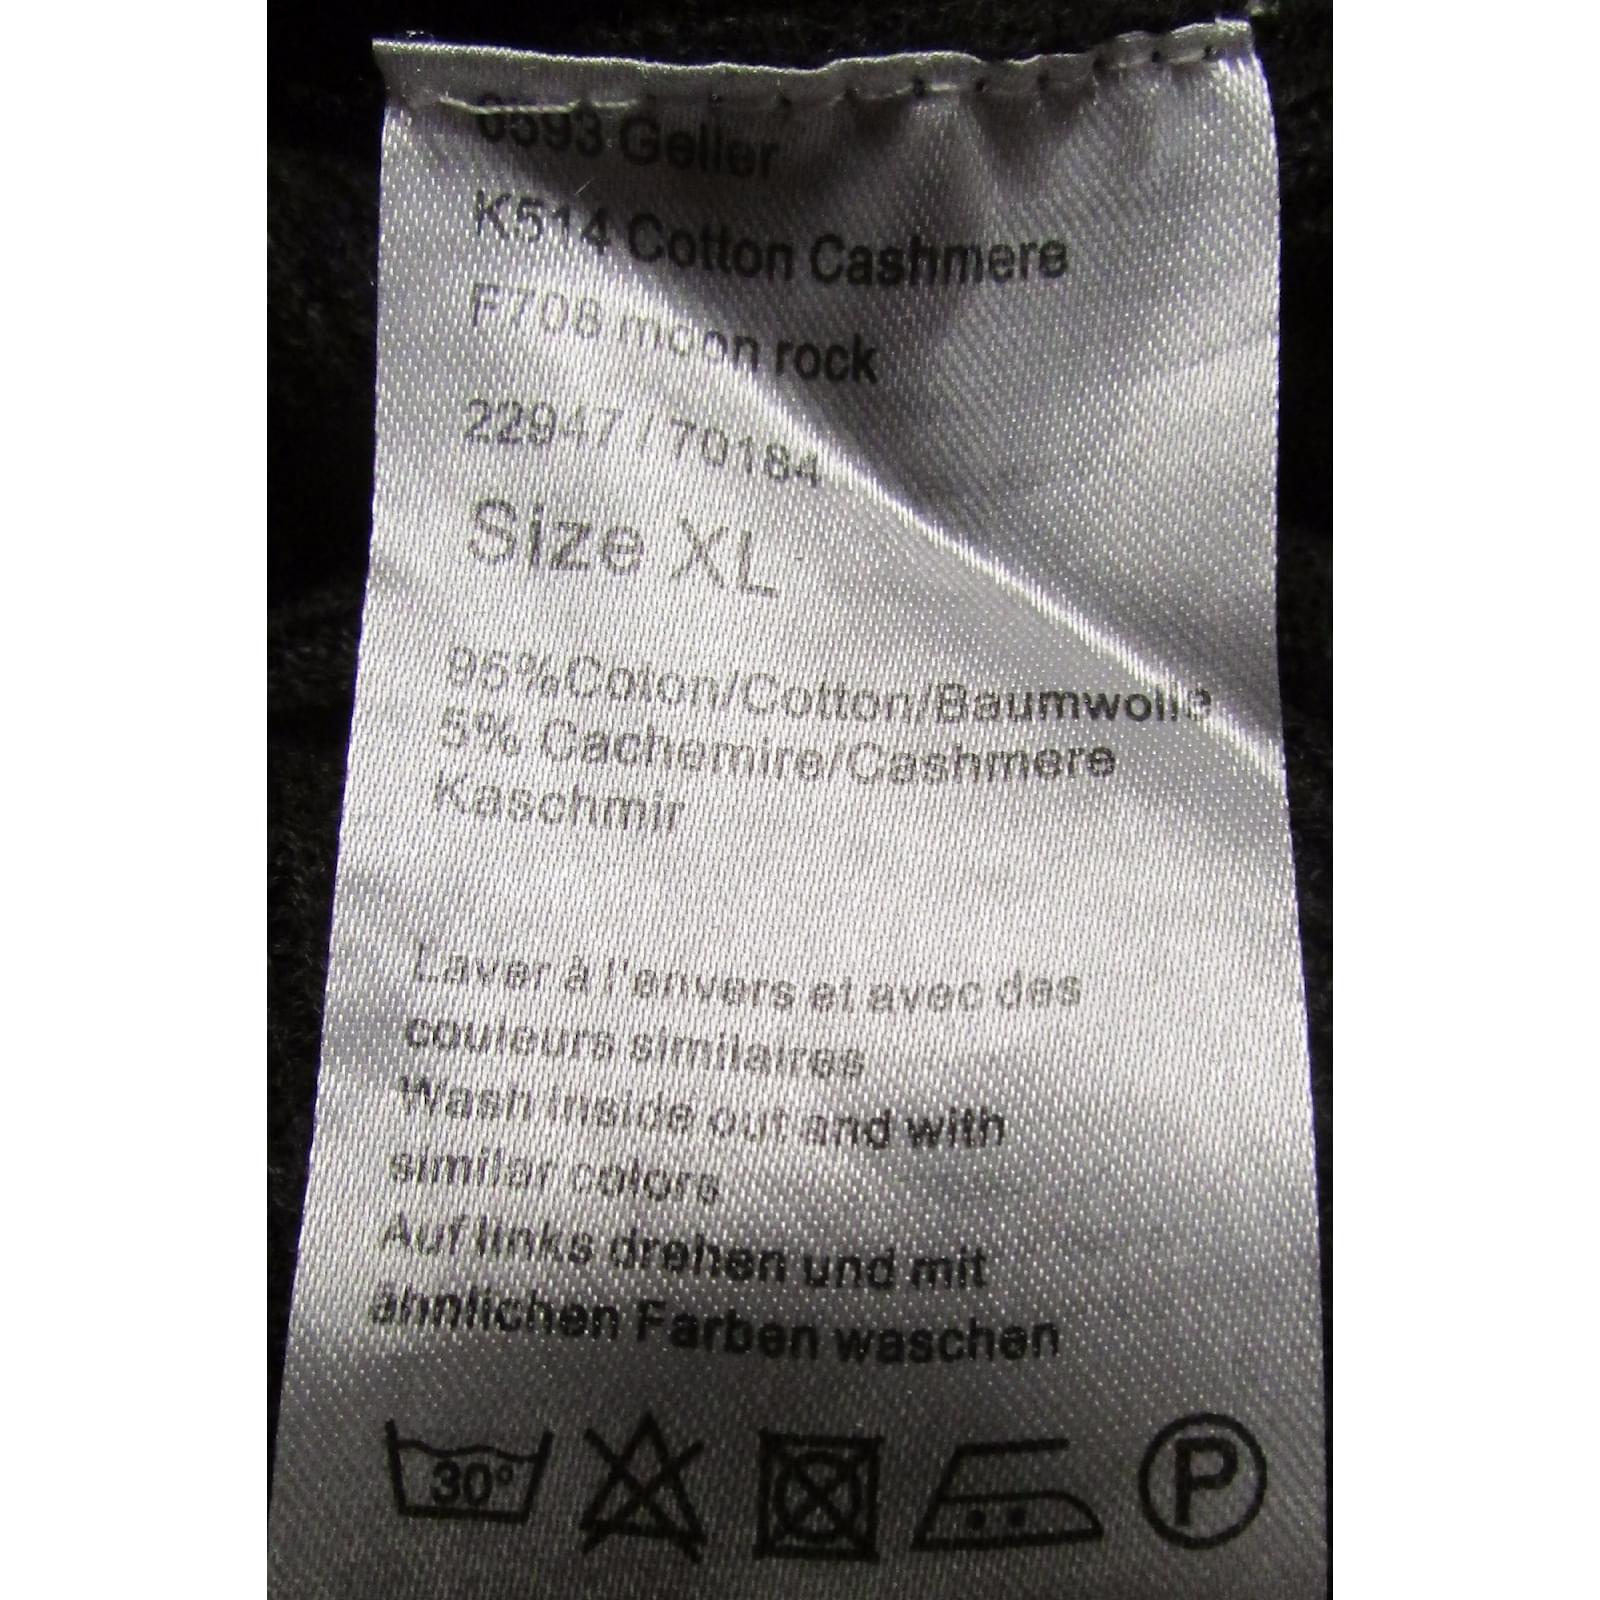 0593 Geller
K514 Cotton Cashmere
F708 moon rock
22947 / 70184
Size XL
95%Coton/Cotton/Baumwolle
5% Cachemire/Cashmere
Kaschmir
Laver à l'envers et avec des
couleurs similaires
Wash inside out and with
similar colors
Auf links drehen und mit
ähnlichen Farben waschen
30°
P